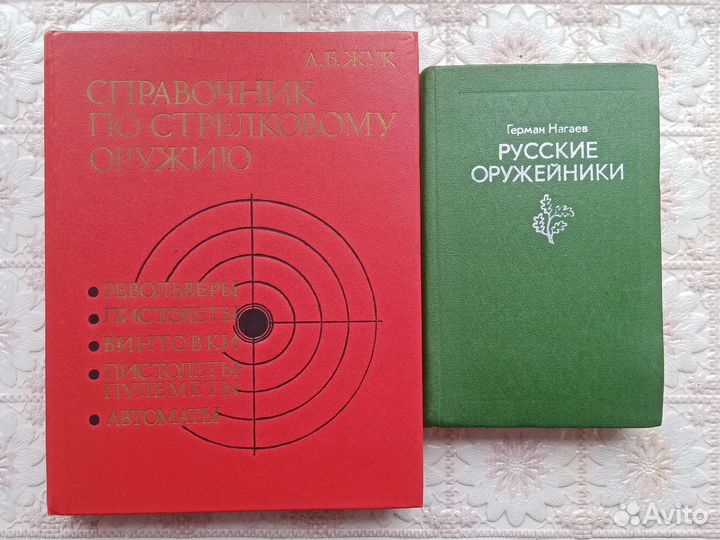 А.Б.ЖУК
СПРАВОЧНИК
ПО СТРЕЛКОВОМУ
ОРУЖИЮ
РЕВОЛЬВЕРЫ
ПИСТОЛЕТЫ
ВИНТОВКИ
ПИСТОЛЕТЫ-
ПУЛЕМЕТЫ
АВТОМАТЫ
Герман Нагаев
РУССКИЕ
ОРУЖЕЙНИКИ
Avito